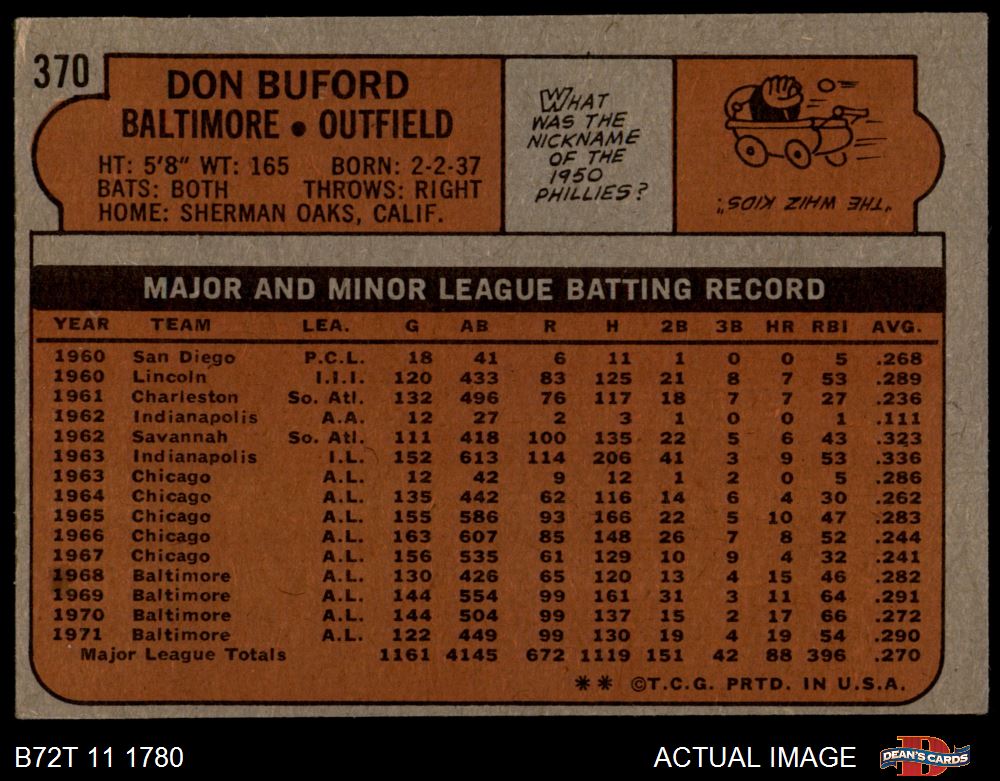 370
DON BUFORD
BALTIMORE • OUTFIELD
HT: 5'8" WT: 165 BORN: 2-2-37
BATS: BOTH THROWS: RIGHT
HOME: SHERMAN OAKS, CALIF.
WHAT
WAS THE
NICKNAME
OF THE
1950
PHILLIES?
"THE WHIZ KIDS".
MAJOR AND MINOR LEAGUE BATTING RECORD
YEAR TEAM LEA. G AB R H 2B 3B HR RBI AVG.
1960 San Diego P.C.L. 18 41 6 11 1 0 0 5 .268
1960 Lincoln I.I.I. 120 433 83 125 21 8 7 53 .289
1961 Charleston So. Atl. 132 496 76 117 18 7 7 27 .236
1962 Indianapolis A.A. 12 27 2 3 1 0 0 1 .111
1962 Savannah So. Atl. 111 418 100 135 22 5 6 43 .323
1963 Indianapolis I.L. 152 613 114 206 41 3 9 53 .336
1963 Chicago A.L. 12 42 9 12 1 2 0 5 .286
1964 Chicago A.L. 135 442 62 116 14 6 4 30 .262
1965 Chicago A.L. 155 586 93 166 22 5 10 47 .283
1966 Chicago A.L. 163 607 85 148 26 7 8 52 .244
1967 Chicago A.L. 156 535 61 129 10 9 4 32 .241
1968 Baltimore A.L. 130 426 65 120 13 4 15 46 .282
1969 Baltimore A.L. 144 554 99 161 31 3 11 64 .291
1970 Baltimore A.L. 144 504 99 137 15 2 17 66 .272
1971 Baltimore A.L. 122 449 99 130 19 4 19 54 .290
Major League Totals 1161 4145 672 1119 151 42 88 396 .270
** ©T.C.G. PRTD. IN U.S.A.
B72T 11 1780
ACTUAL IMAGE
DEAN'S CARDS